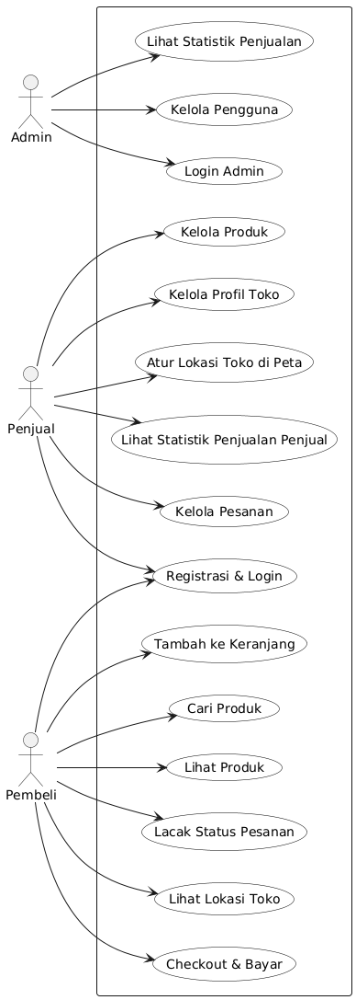 Lihat Statistik Penjualan
Kelola Pengguna
Admin
Login Admin
Kelola Produk
Kelola Profil Toko
Atur Lokasi Toko di Peta
Penjual
Lihat Statistik Penjualan Penjual
Kelola Pesanan
Registrasi & Login
Tambah ke Keranjang
Cari Produk
Lihat Produk
Pembeli
Lacak Status Pesanan
Lihat Lokasi Toko
Checkout & Bayar